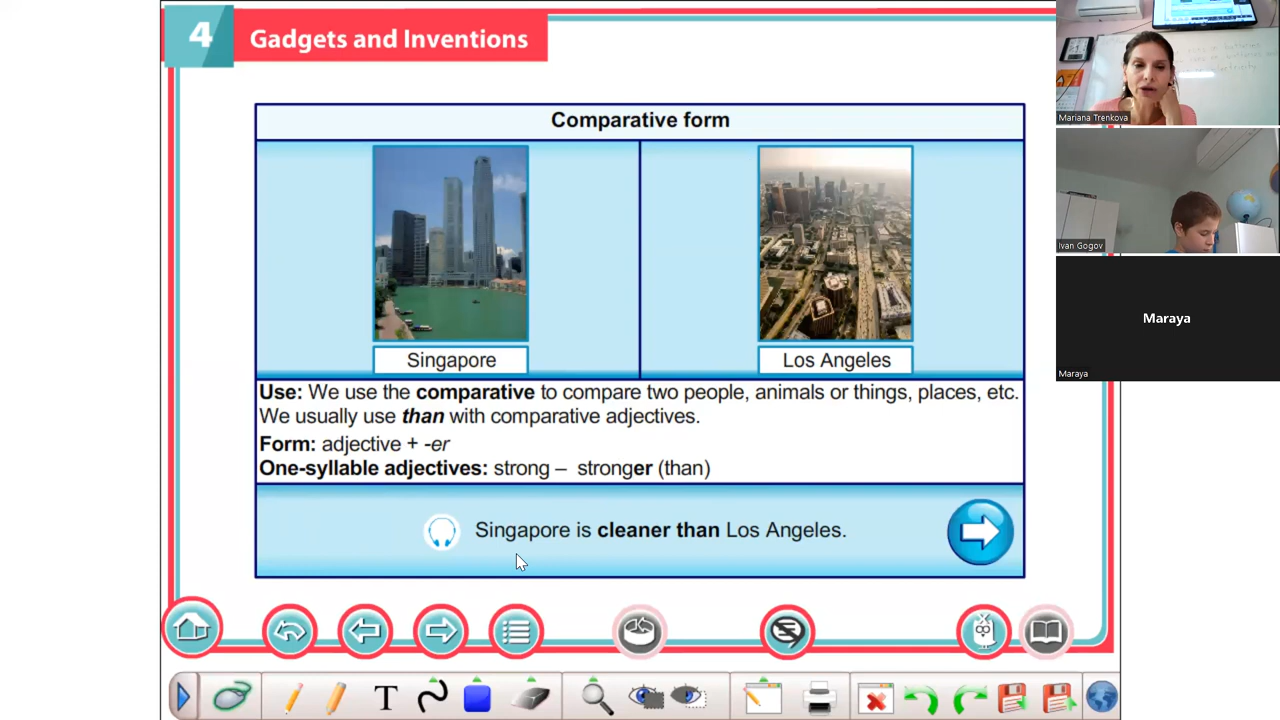 4 Gadgets and Inventions
Comparative form
Singapore
Los Angeles
Use: We use the comparative to compare two people, animals or things, places, etc.
We usually use than with comparative adjectives.
Form: adjective + -er
One-syllable adjectives: strong – stronger (than)
Singapore is cleaner than Los Angeles.
T
Mariana Trenkova
Ivan Gogov
Maraya
Maraya